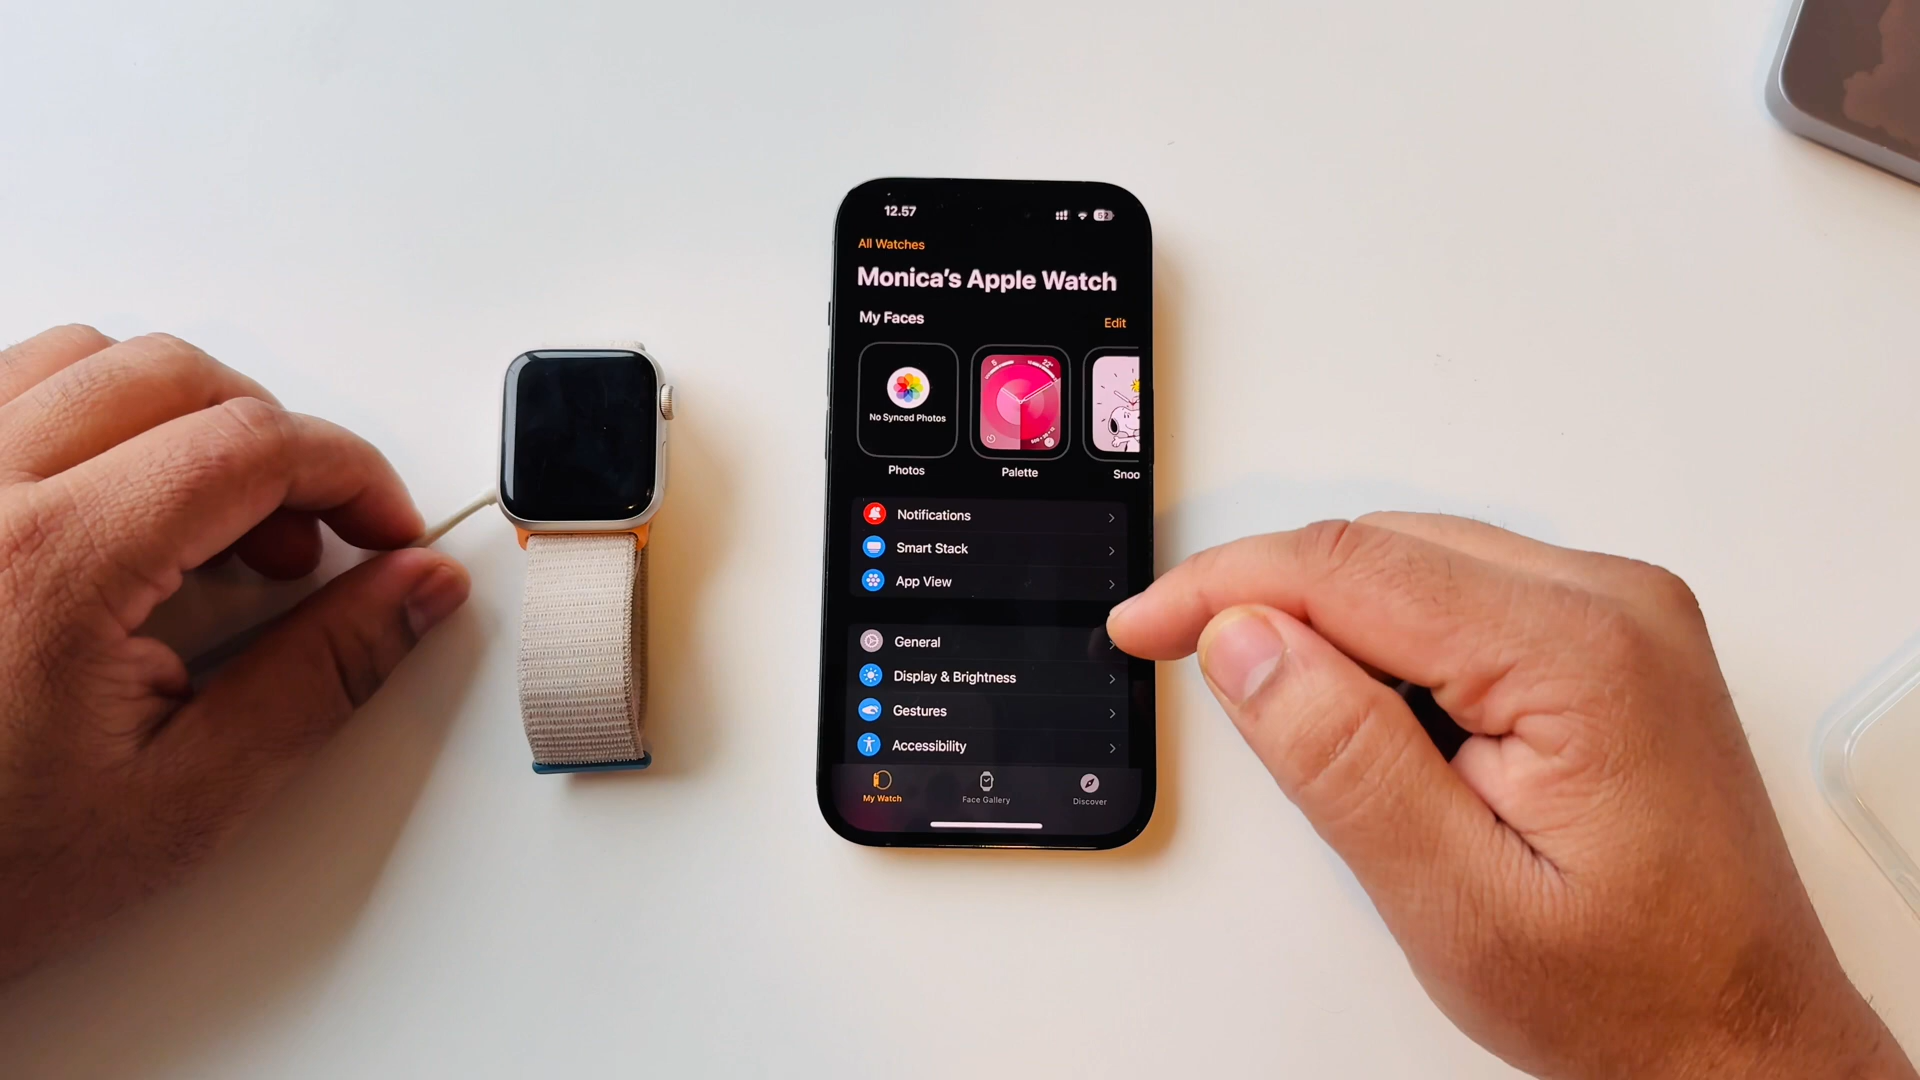 12.57
52
All Watches
Monica's Apple Watch
My Faces
Edit
No Synced Photos
Photos
Palette
Snoo
Notifications
Smart Stack
App View
General
Display & Brightness
Gestures
Accessibility
My Watch
Face Gallery
Discover